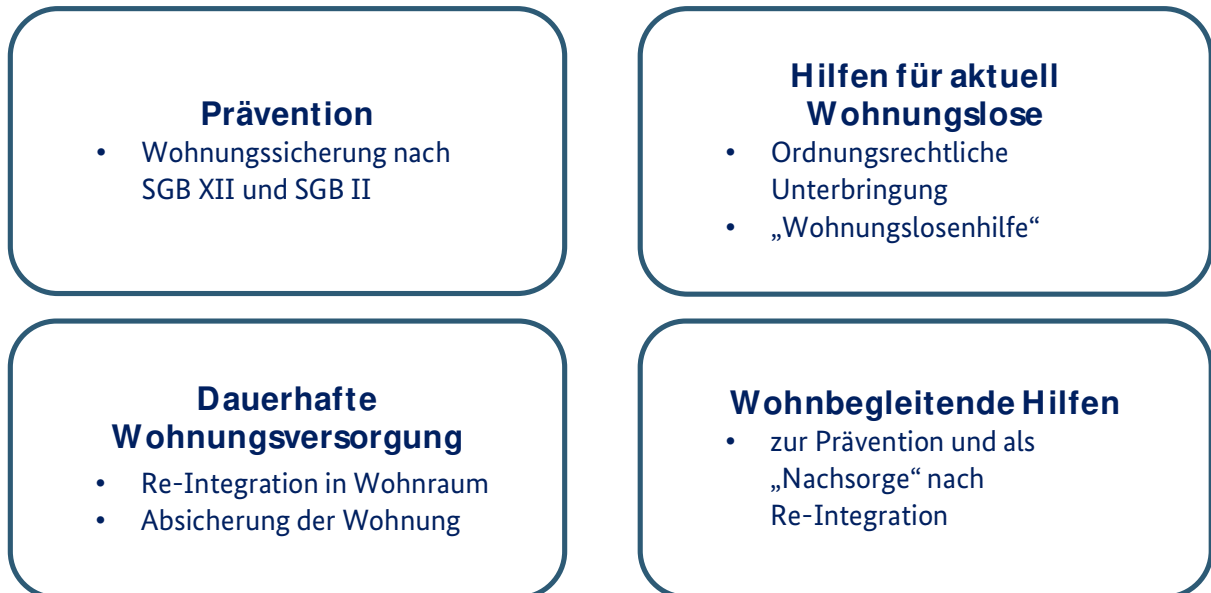 Prävention
• Wohnungssicherung nach
SGB XII und SGB II
Hilfen für aktuell
Wohnungslose
• Ordnungsrechtliche
Unterbringung
• „Wohnungslosenhilfe“
Dauerhafte
Wohnungsversorgung
• Re-Integration in Wohnraum
• Absicherung der Wohnung
Wohnbegleitende Hilfen
• zur Prävention und als
„Nachsorge“ nach
Re-Integration